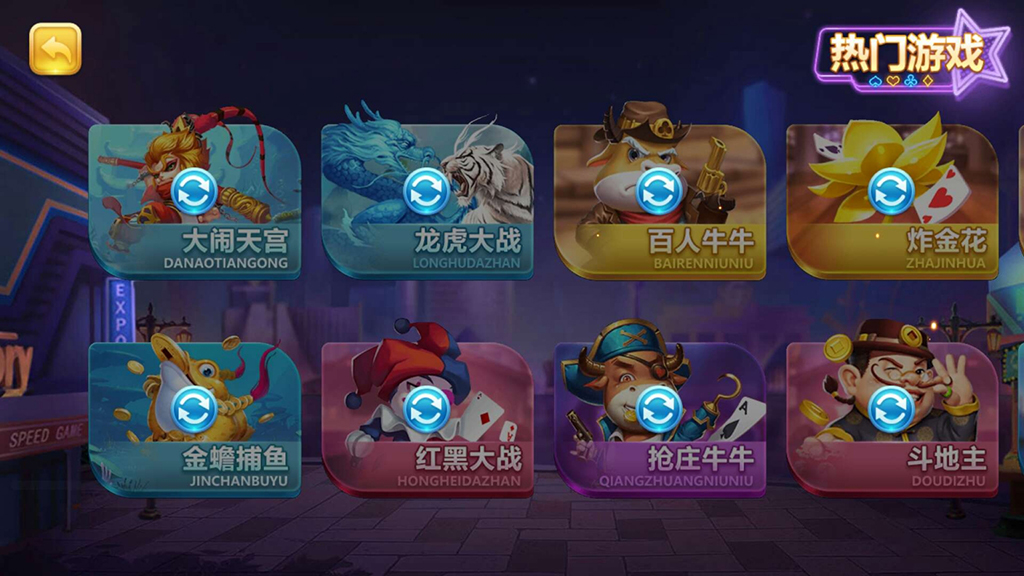 热门游戏
大闹天宫
DANAOTIANGONG
龙虎大战
LONGHUDAZHAN
百人牛牛
BAIRENNIUNIU
炸金花
ZHAJINHUA
EXPO
金蟾捕鱼
JINCHANBUYU
红黑大战
HONGHEIDAZHAN
抢庄牛牛
QIANGZHUANGNIUNIU
A
斗地主
DOUDIZHU
SPEED GAME